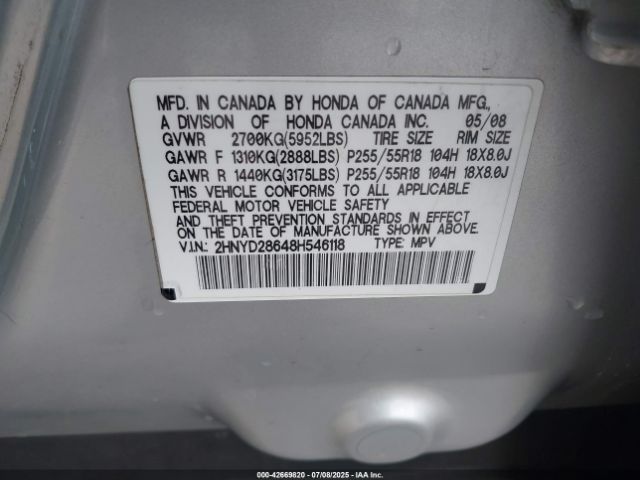 MFD. IN CANADA BY HONDA OF CANADA MFG.,
A DIVISION OF HONDA CANADA INC. 05/08
GVWR 2700KG(5952LBS) TIRE SIZE RIM SIZE
GAWR F 1310KG(2888LBS) P255/55R18 104H 18X8.0J
GAWR R 1440KG(3175LBS) P255/55R18 104H 18X8.0J
THIS VEHICLE CONFORMS TO ALL APPLICABLE
FEDERAL MOTOR VEHICLE SAFETY
AND THEFT PREVENTION STANDARDS IN EFFECT
ON THE DATE OF MANUFACTURE SHOWN ABOVE.
V.I.N.: 2HNYD28648H546118 TYPE: MPV
000-42669820 - 07/08/2025 - IAA Inc.